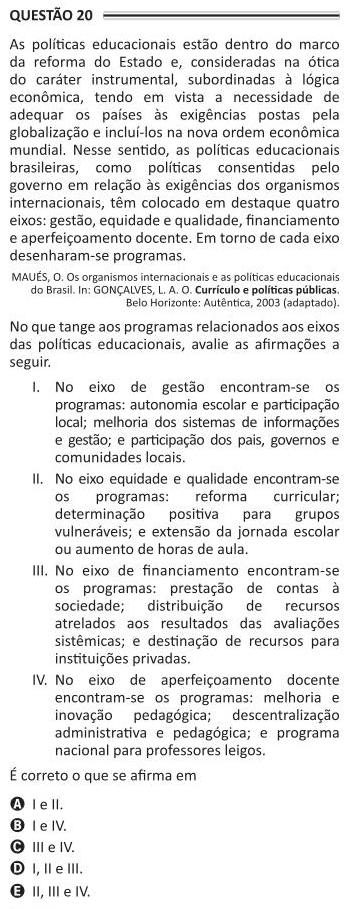 QUESTÃO 20
As políticas educacionais estão dentro do marco
da reforma do Estado e, consideradas na ótica
do caráter instrumental, subordinadas à lógica
econômica, tendo em vista a necessidade de
adequar os países às exigências postas pela
globalização e incluí-los na nova ordem econômica
mundial. Nesse sentido, as políticas educacionais
brasileiras, como políticas consentidas pelo
governo em relação às exigências dos organismos
internacionais, têm colocado em destaque quatro
eixos: gestão, equidade e qualidade, financiamento
e aperfeiçoamento docente. Em torno de cada eixo
desenharam-se programas.
MAUÉS, O. Os organismos internacionais e as políticas educacionais
do Brasil. In: GONÇALVES, L. A. O. Currículo e políticas públicas.
Belo Horizonte: Autêntica, 2003 (adaptado).
No que tange aos programas relacionados aos eixos
das políticas educacionais, avalie as afirmações a
seguir.
I. No eixo de gestão encontram-se os
programas: autonomia escolar e participação
local; melhoria dos sistemas de informações
e gestão; e participação dos pais, governos e
comunidades locais.
II. No eixo equidade e qualidade encontram-se
os programas: reforma curricular;
determinação positiva para grupos
vulneráveis; e extensão da jornada escolar
ou aumento de horas de aula.
III. No eixo de financiamento encontram-se
os programas: prestação de contas à
sociedade; distribuição de recursos
atrelados aos resultados das avaliações
sistêmicas; e destinação de recursos para
instituições privadas.
IV. No eixo de aperfeiçoamento docente
encontram-se os programas: melhoria e
inovação pedagógica; descentralização
administrativa e pedagógica; e programa
nacional para professores leigos.
É correto o que se afirma em
A I e II.
B I e IV.
C III e IV.
D I, II e III.
E II, III e IV.